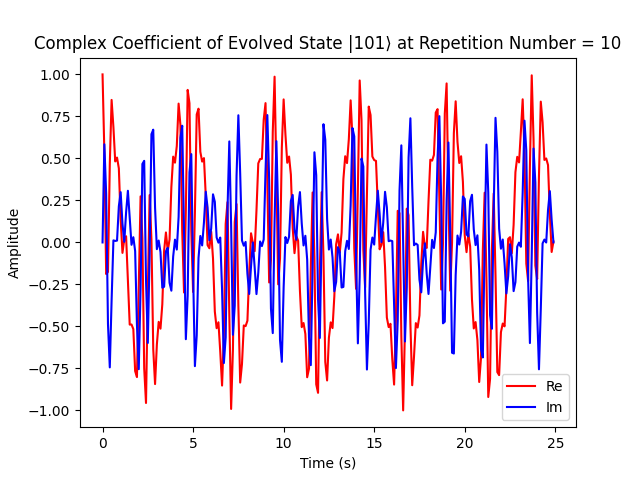 Complex Coefficient of Evolved State |101⟩ at Repetition Number = 10
Amplitude
1.00
0.75
0.50
0.25
0.00
−0.25
−0.50
−0.75
−1.00
0 5 10 15 20 25
Time (s)
Re
Im